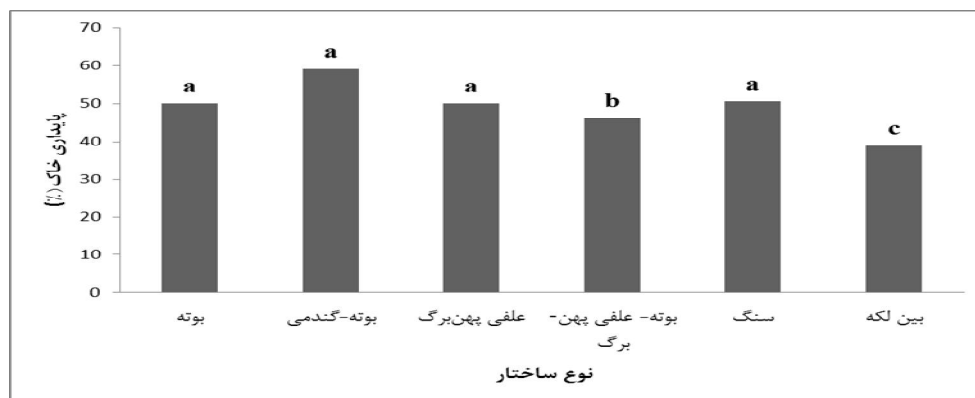 پایداری خاک (٪)
70
60
50
40
30
20
10
0
a
a
a
b
a
c
بوته
بوته-گندمی
علفی پهن‌برگ
بوته- علفی پهن-
برگ
سنگ
بین لکه
نوع ساختار